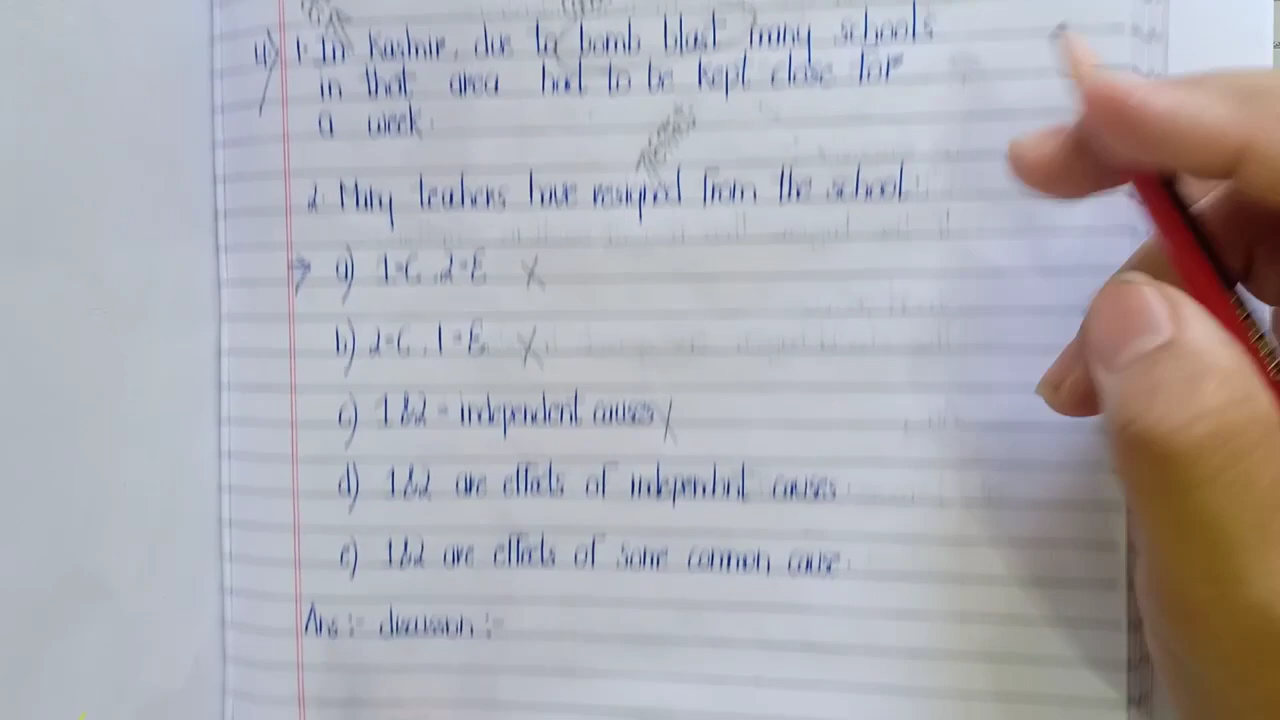 1. In Kashmir, due to bomb blast many schools
in that area had to be kept close for
a week.
2. Many teachers have resigned from the school.
→ a) 1=C, 2=E X
b) 2=C, 1=E X
c) 1&2 = independent causes X
d) 1&2 are effects of independent causes.
e) 1&2 are effects of some common cause.
Ans :- discussion :-